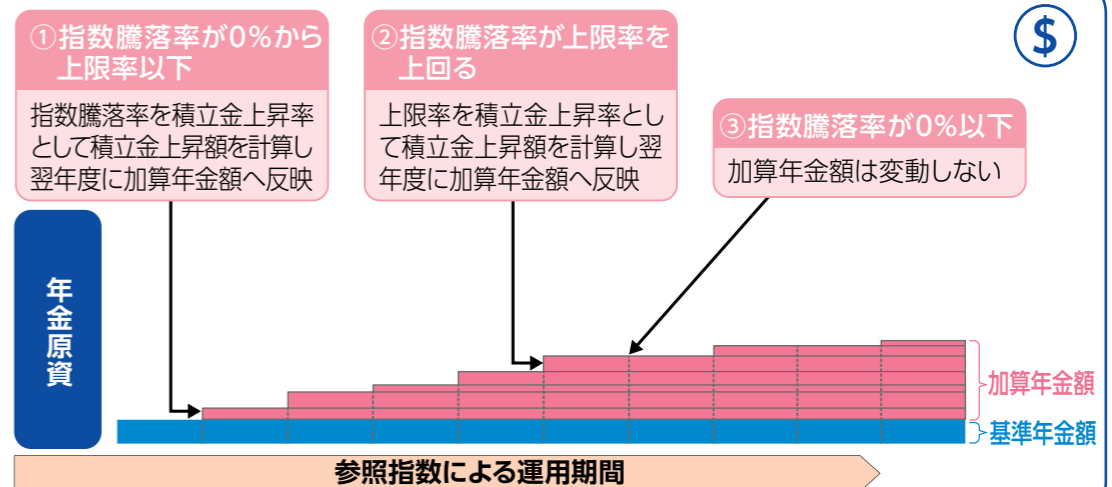 ①指数騰落率が0%から
上限率以下
指数騰落率を積立金上昇率
として積立金上昇額を計算し
翌年度に加算年金額へ反映
②指数騰落率が上限率を
上回る
上限率を積立金上昇率とし
て積立金上昇額を計算し翌
年度に加算年金額へ反映
③指数騰落率が0%以下
加算年金額は変動しない
$
年金原資
加算年金額
基準年金額
参照指数による運用期間